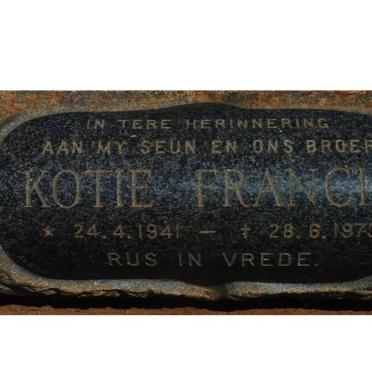 IN TERE HERINNERING
AAN MY SEUN EN ONS BROER
KOTIE FRANCI
* 24.4.1941 — † 28.6.1973
RUS IN VREDE.